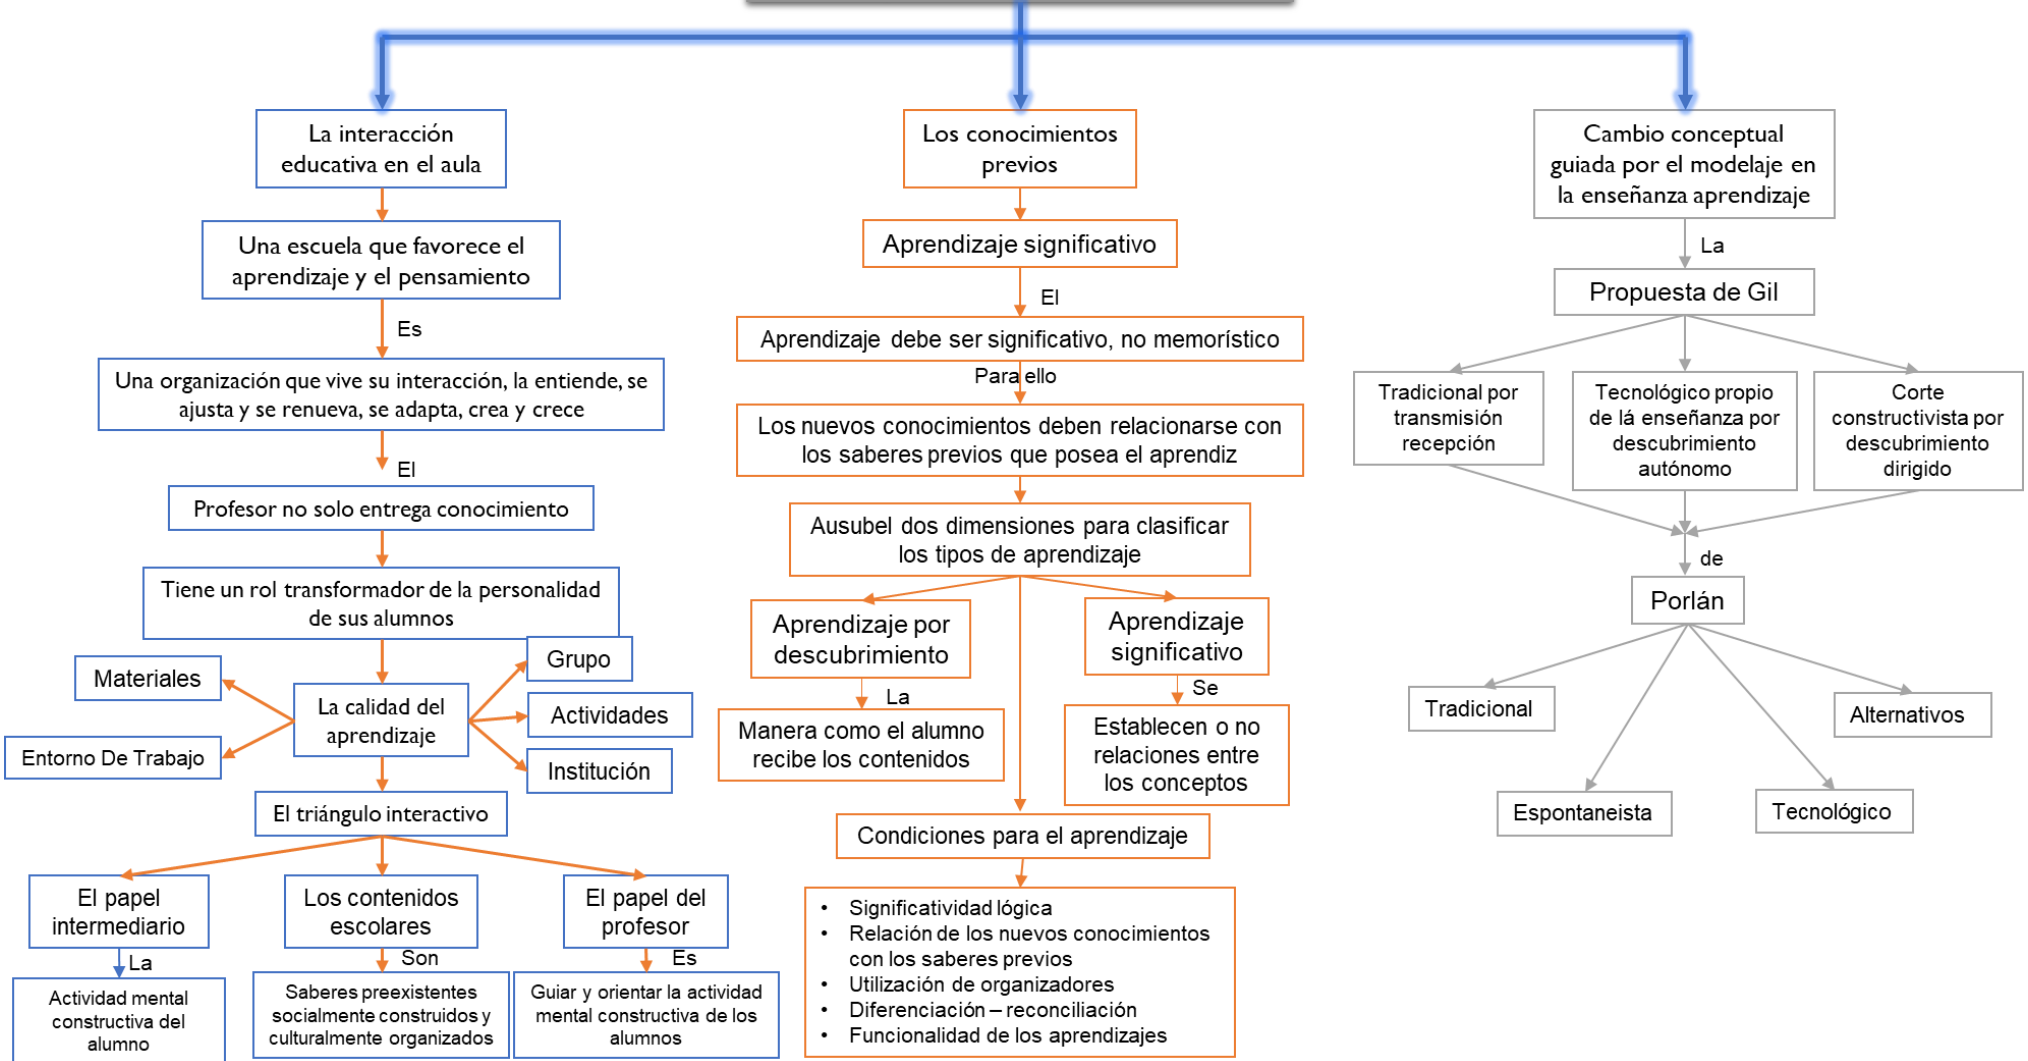 La interacción
educativa en el aula
Una escuela que favorece el
aprendizaje y el pensamiento
Es
Una organización que vive su interacción, la entiende, se
ajusta y se renueva, se adapta, crea y crece
El
Profesor no solo entrega conocimiento
Tiene un rol transformador de la personalidad
de sus alumnos
Materiales
Entorno De Trabajo
La calidad del
aprendizaje
Grupo
Actividades
Institución
El triángulo interactivo
El papel
intermediario
La
Actividad mental
constructiva del
alumno
Los contenidos
escolares
Son
Saberes preexistentes
socialmente construidos y
culturalmente organizados
El papel del
profesor
Es
Guiar y orientar la actividad
mental constructiva de los
alumnos
Los conocimientos
previos
Aprendizaje significativo
El
Aprendizaje debe ser significativo, no memorístico
Para ello
Los nuevos conocimientos deben relacionarse con
los saberes previos que posea el aprendiz
Ausubel dos dimensiones para clasificar
los tipos de aprendizaje
Aprendizaje por
descubrimiento
La
Manera como el alumno
recibe los contenidos
Aprendizaje
significativo
Se
Establecen o no
relaciones entre
los conceptos
Condiciones para el aprendizaje
• Significatividad lógica
• Relación de los nuevos conocimientos
con los saberes previos
• Utilización de organizadores
• Diferenciación – reconciliación
• Funcionalidad de los aprendizajes
Cambio conceptual
guiada por el modelaje en
la enseñanza aprendizaje
La
Propuesta de Gil
Tradicional por
transmisión
recepción
Tecnológico propio
de lá enseñanza por
descubrimiento
autónomo
Corte
constructivista por
descubrimiento
dirigido
de
Porlán
Tradicional
Espontaneista
Tecnológico
Alternativos